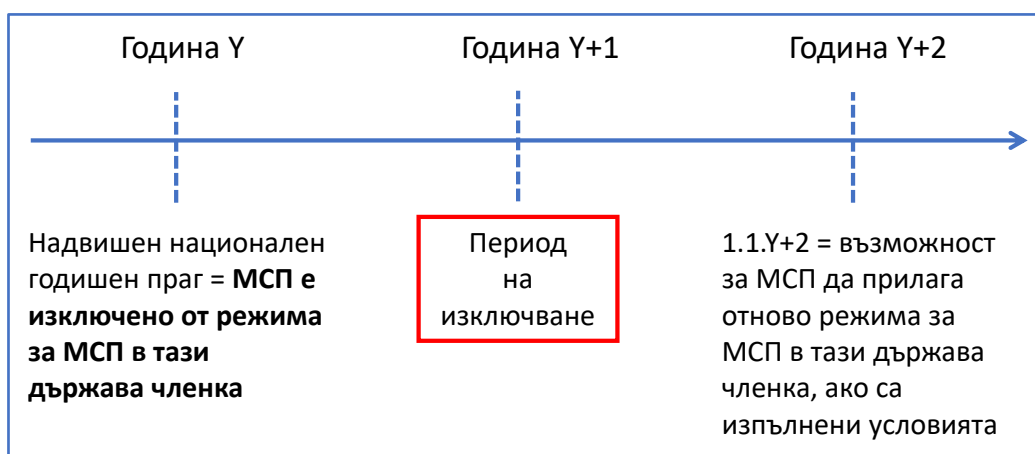 Година Y
Година Y+1
Година Y+2
Надвишен национален
годишен праг = МСП е
изключено от режима
за МСП в тази
държава членка
Период
на
изключване
1.1.Y+2 = възможност
за МСП да прилага
отново режима за
МСП в тази държава
членка, ако са
изпълнени условията